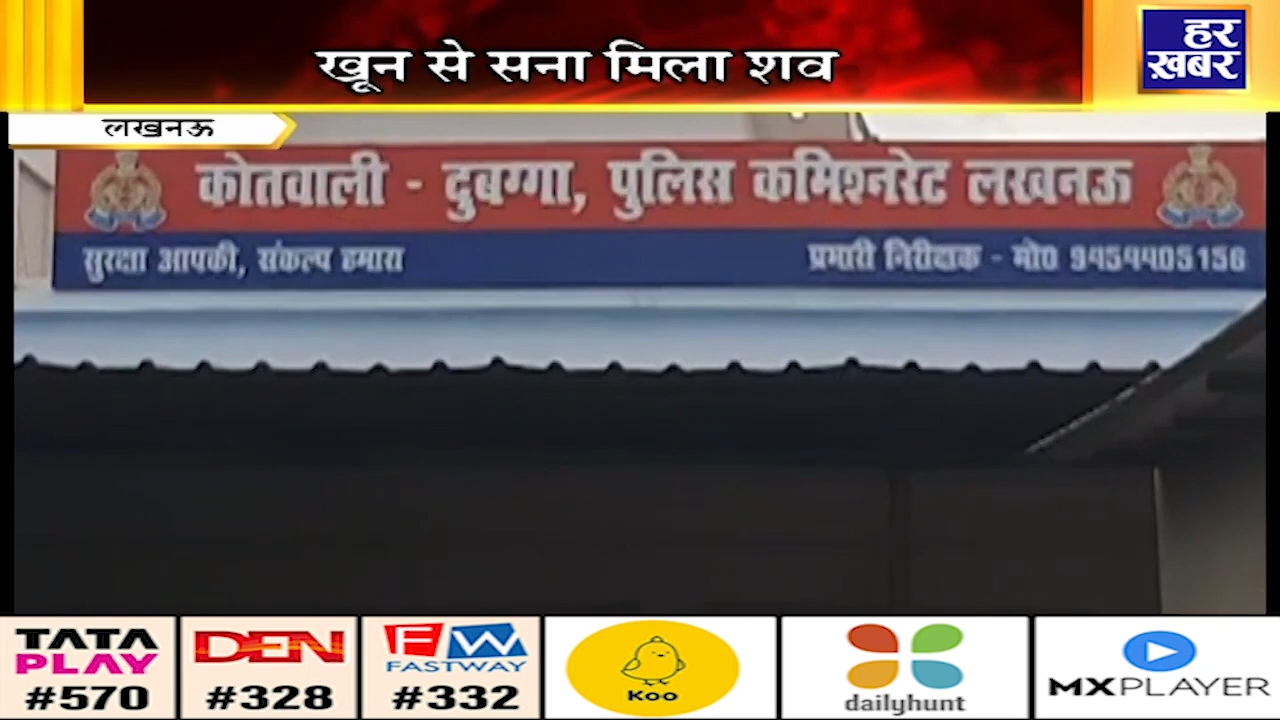 खून से सना मिला शव
हर
ख़बर
लखनऊ
कोतवाली - दुबग्गा, पुलिस कमिश्नरेट लखनऊ
सुरक्षा आपकी, संकल्प हमारा
प्रभारी निरीक्षक - मो0 9454405156
TATA
PLAY
#570
DEN
#328
FW
FASTWAY
#332
Koo
dailyhunt
MXPLAYER